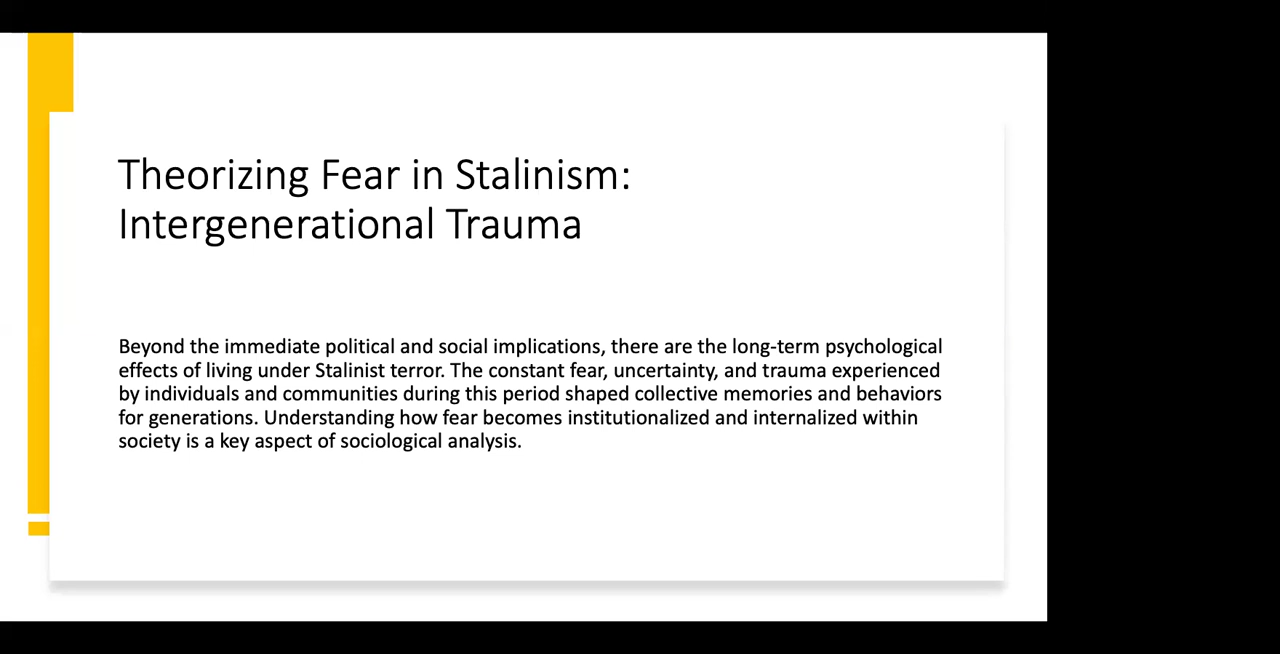 Theorizing Fear in Stalinism:
Intergenerational Trauma
Beyond the immediate political and social implications, there are the long-term psychological
effects of living under Stalinist terror. The constant fear, uncertainty, and trauma experienced
by individuals and communities during this period shaped collective memories and behaviors
for generations. Understanding how fear becomes institutionalized and internalized within
society is a key aspect of sociological analysis.